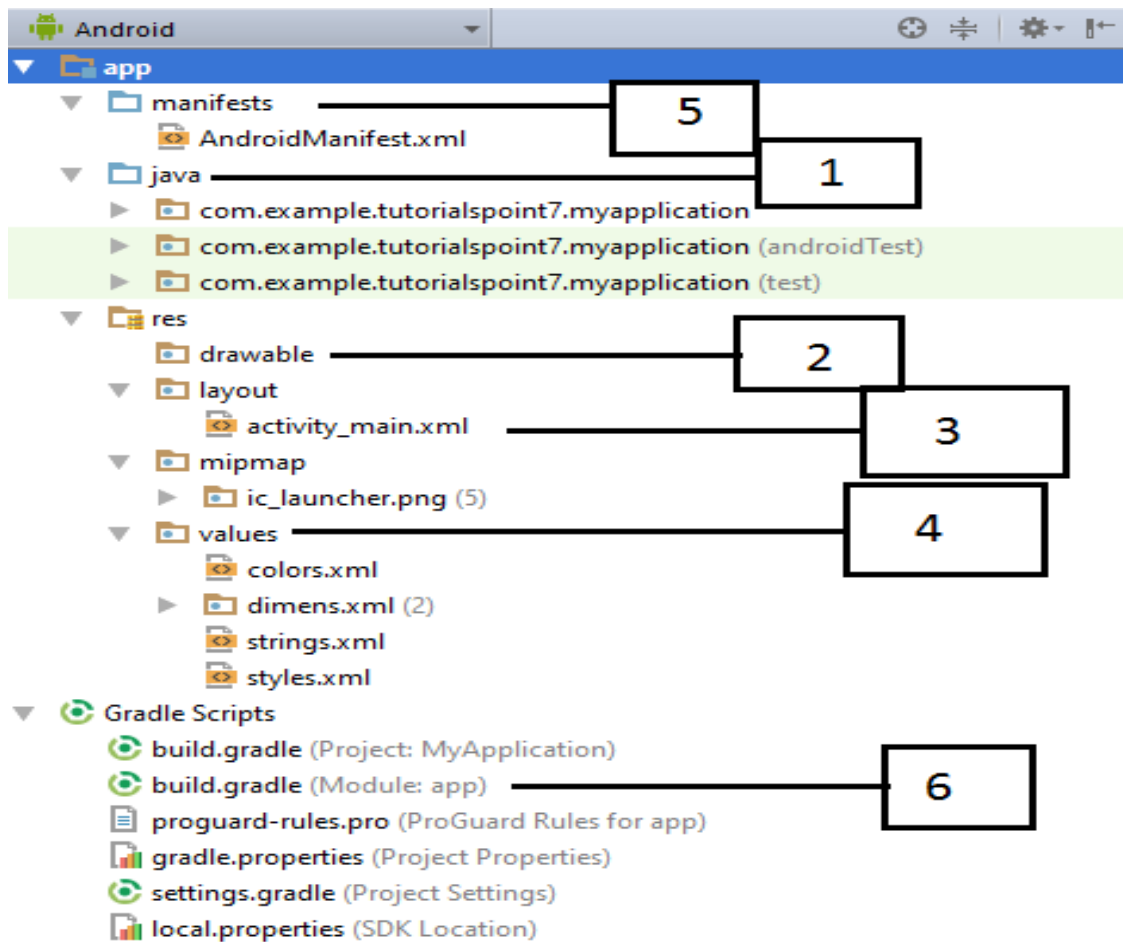 Android
app
manifests
5
AndroidManifest.xml
java
1
com.example.tutorialspoint7.myapplication
com.example.tutorialspoint7.myapplication (androidTest)
com.example.tutorialspoint7.myapplication (test)
res
drawable
2
layout
activity_main.xml
3
mipmap
ic_launcher.png (5)
values
4
colors.xml
dimens.xml (2)
strings.xml
styles.xml
Gradle Scripts
build.gradle (Project: MyApplication)
build.gradle (Module: app)
6
proguard-rules.pro (ProGuard Rules for app)
gradle.properties (Project Properties)
settings.gradle (Project Settings)
local.properties (SDK Location)